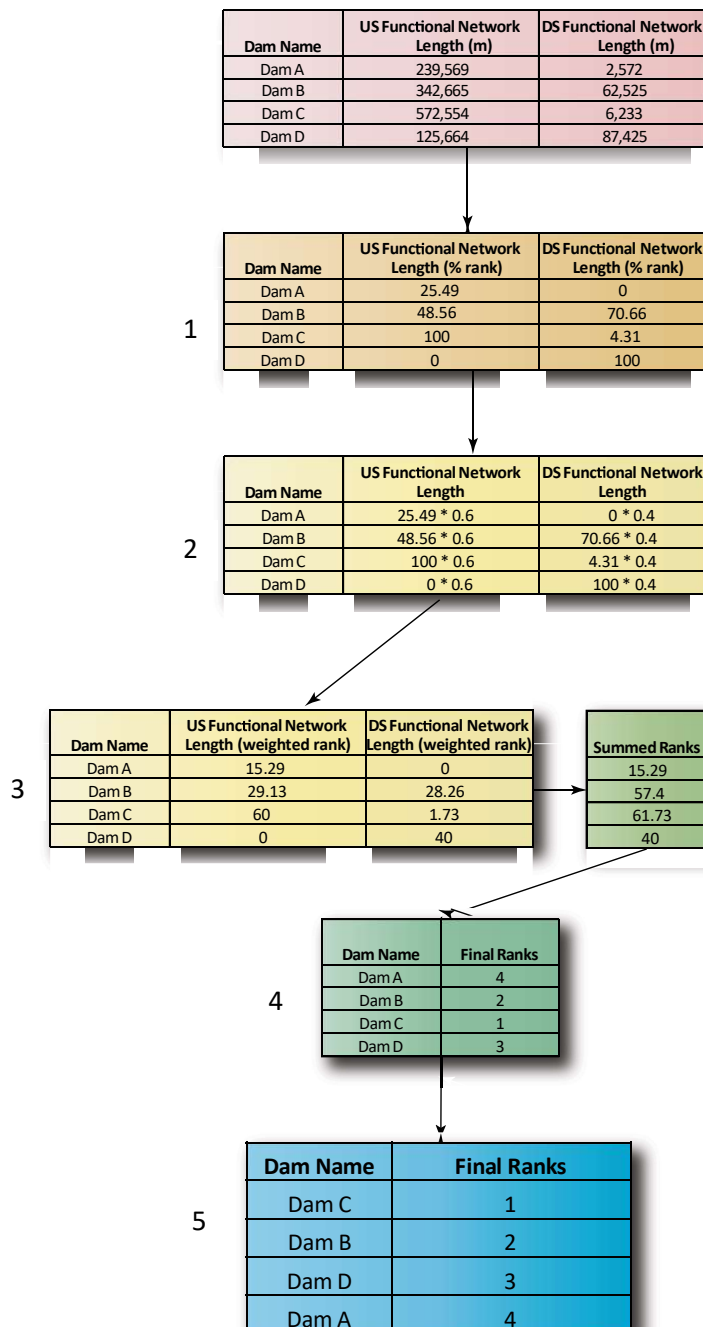 US Functional Network DS Functional Network
Dam Name Length (m) Length (m)
Dam A 239,569 2,572
Dam B 342,665 62,525
Dam C 572,554 6,233
Dam D 125,664 87,425
US Functional Network DS Functional Network
Dam Name Length (% rank) Length (% rank)
Dam A 25.49 0
1 Dam B 48.56 70.66
Dam C 100 4.31
Dam D 0 100
US Functional Network DS Functional Network
Dam Name Length Length
Dam A 25.49 * 0.6 0 * 0.4
2 Dam B 48.56 * 0.6 70.66 * 0.4
Dam C 100 * 0.6 4.31 * 0.4
Dam D 0 * 0.6 100 * 0.4
US Functional Network DS Functional Network
Dam Name Length (weighted rank) Length (weighted rank) Summed Ranks
Dam A 15.29 0 15.29
3 Dam B 29.13 28.26 57.4
Dam C 60 1.73 61.73
Dam D 0 40 40
Dam Name Final Ranks
Dam A 4
4 Dam B 2
Dam C 1
Dam D 3
Dam Name Final Ranks
Dam C 1
5 Dam B 2
Dam D 3
Dam A 4